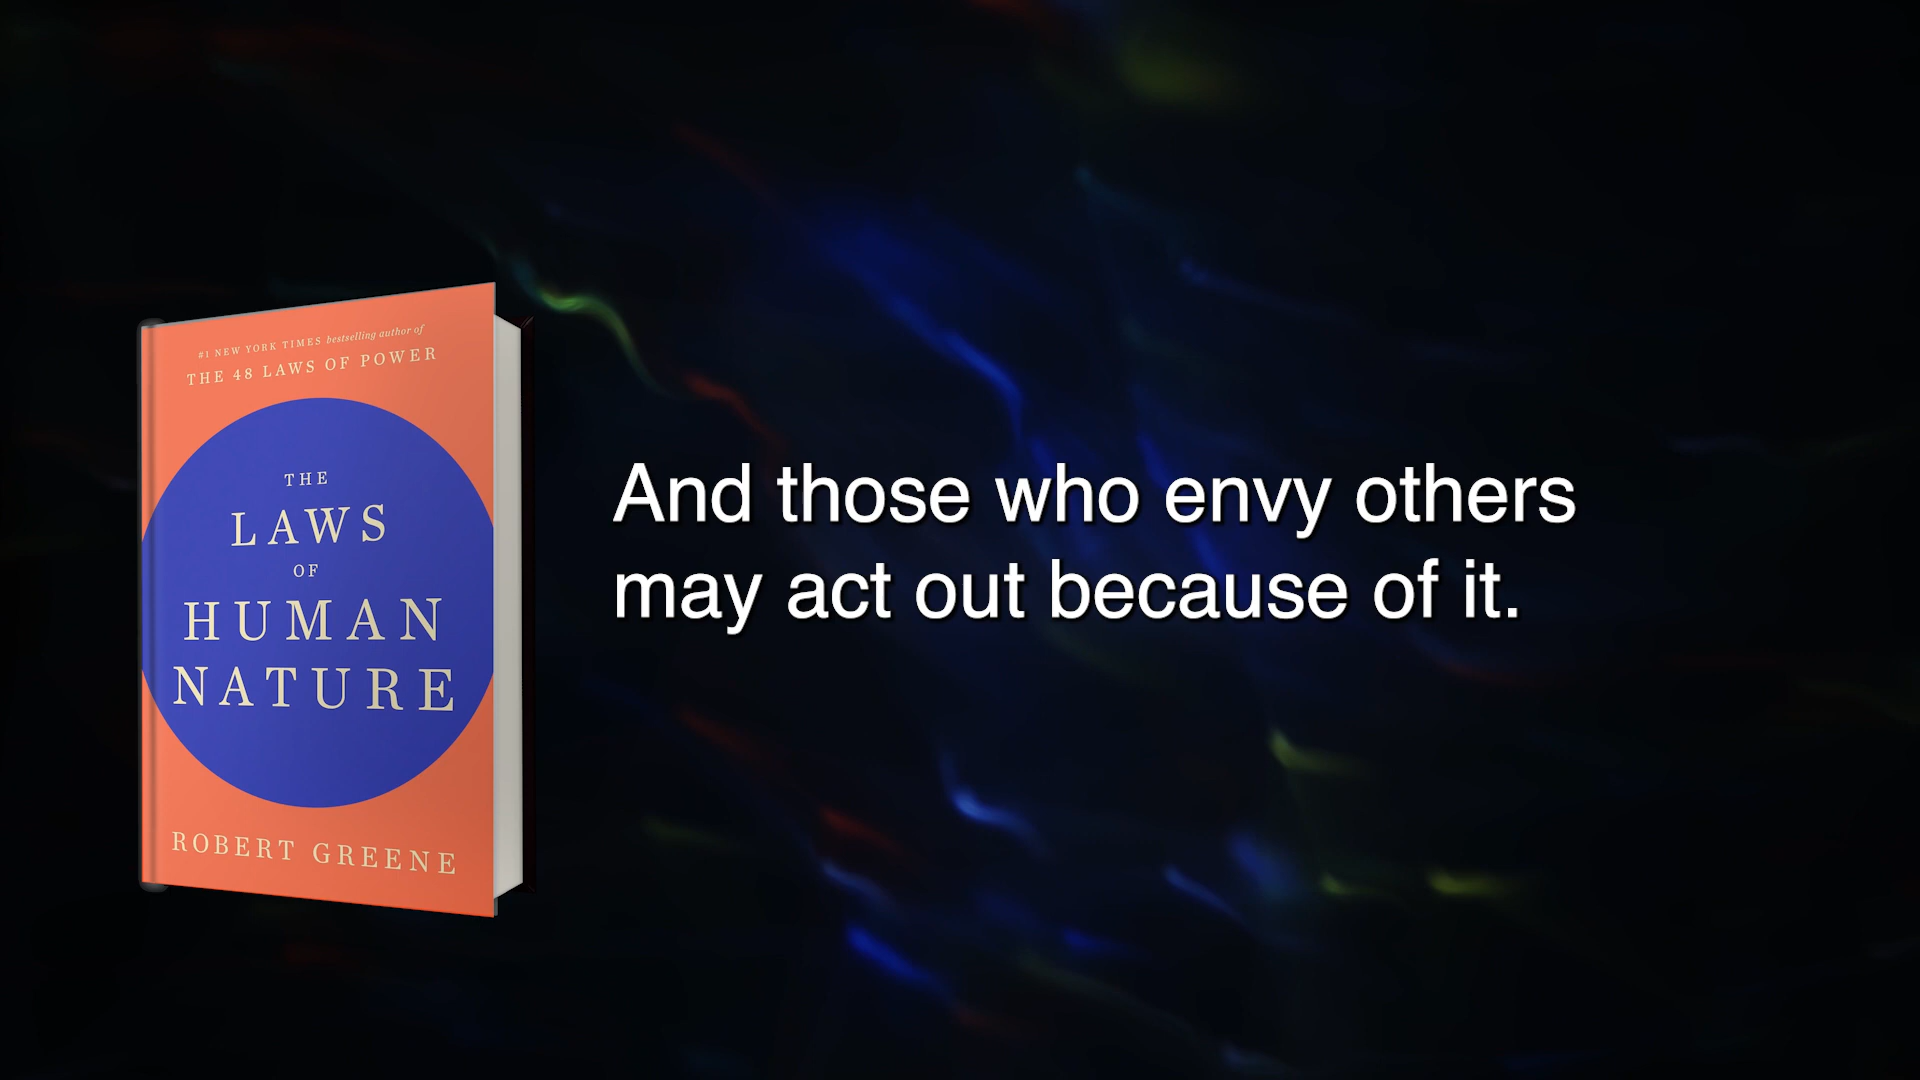 #1 NEW YORK TIMES bestselling author of
THE 48 LAWS OF POWER
THE
LAWS
OF
HUMAN
NATURE
ROBERT GREENE
And those who envy others
may act out because of it.